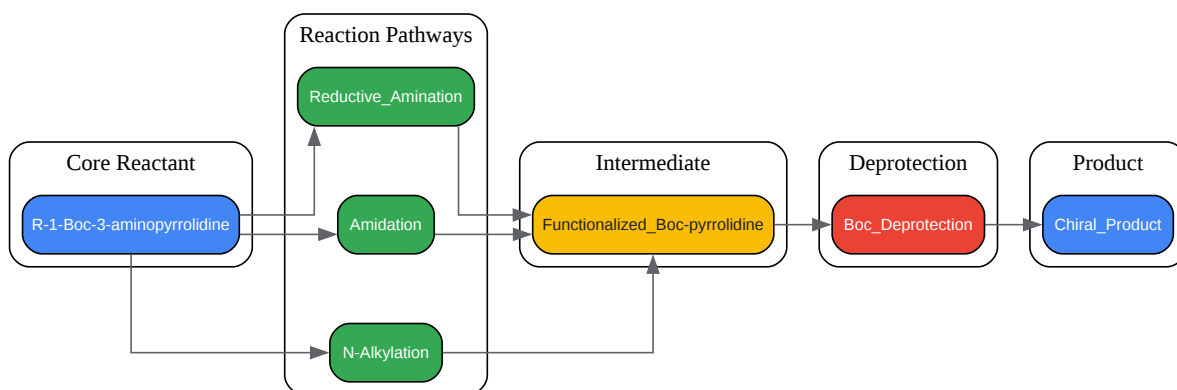 Reaction Pathways
Reductive_Amination
Core Reactant
Intermediate
Deprotection
Product
R-1-Boc-3-aminopyrrolidine
Amidation
Functionalized_Boc-pyrrolidine
Boc_Deprotection
Chiral_Product
N-Alkylation